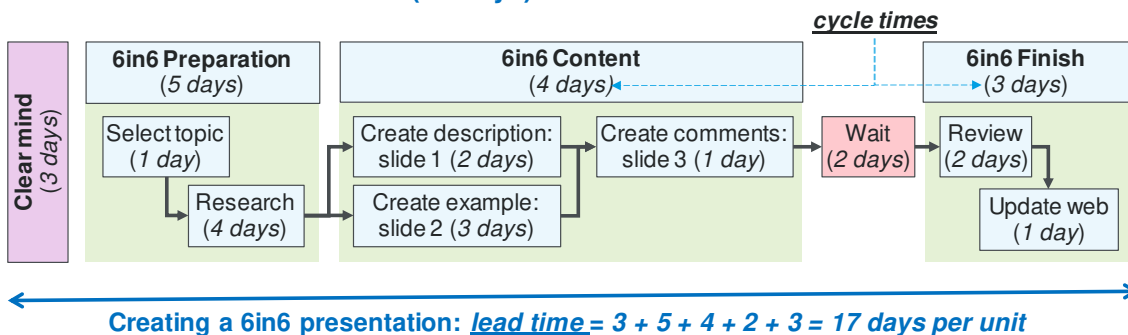 cycle times
Clear mind
(3 days)
6in6 Preparation
(5 days)
6in6 Content
(4 days)
6in6 Finish
(3 days)
Select topic
(1 day)
Research
(4 days)
Create description:
slide 1 (2 days)
Create example:
slide 2 (3 days)
Create comments:
slide 3 (1 day)
Wait
(2 days)
Review
(2 days)
Update web
(1 day)
Creating a 6in6 presentation: lead time = 3 + 5 + 4 + 2 + 3 = 17 days per unit